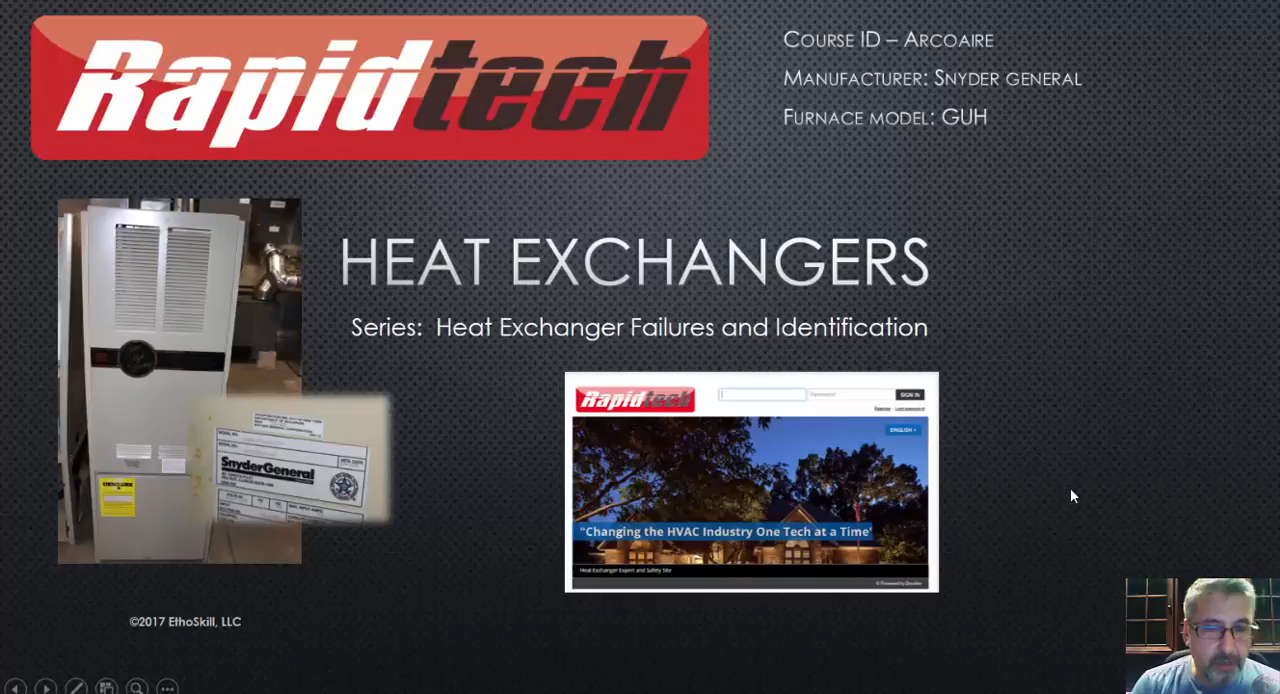 Rapidtech
COURSE ID – ARCOAIRE
MANUFACTURER: SNYDER GENERAL
FURNACE MODEL: GUH
HEAT EXCHANGERS
Series: Heat Exchanger Failures and Identification
SnyderGeneral
Rapidtech
Password
SIGN IN
ENGLISH
"Changing the HVAC Industry One Tech at a Time"
Heat Exchanger Expert and Safety Site
©2017 EthoSkill, LLC